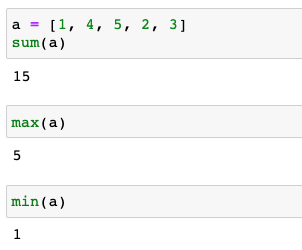 a = [1, 4, 5, 2, 3]
sum(a)
15
max(a)
5
min(a)
1